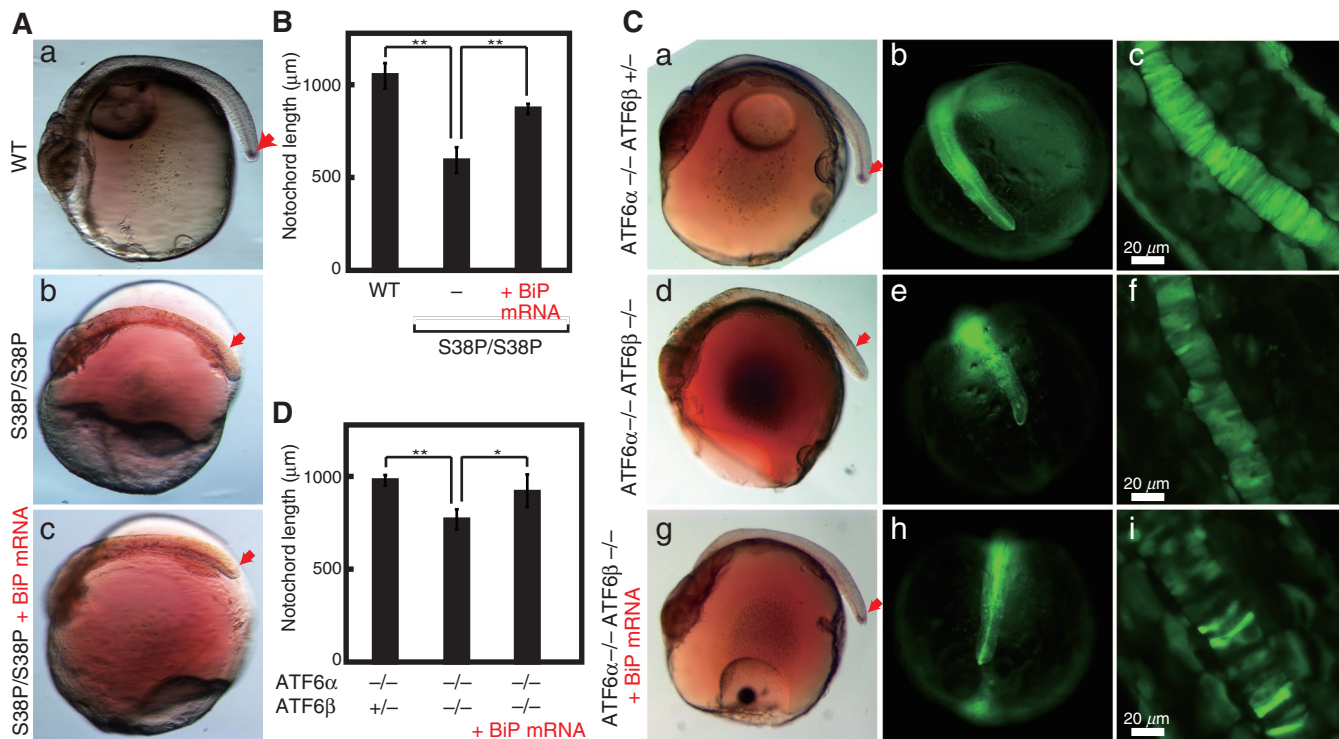 A
a
WT
b
S38P/S38P
c
S38P/S38P + BiP mRNA
B
Notochord length (μm)
1000
500
0
**
**
WT
–
+ BiP
mRNA
S38P/S38P
D
Notochord length (μm)
1000
500
0
**
*
ATF6α –/– –/– –/–
ATF6β +/– –/– –/–
+ BiP mRNA
C
ATF6α –/– ATF6β +/–
a
b
c
20 μm
ATF6α–/– ATF6β –/–
d
e
f
20 μm
ATF6α–/– ATF6β –/–
+ BiP mRNA
g
h
i
20 μm